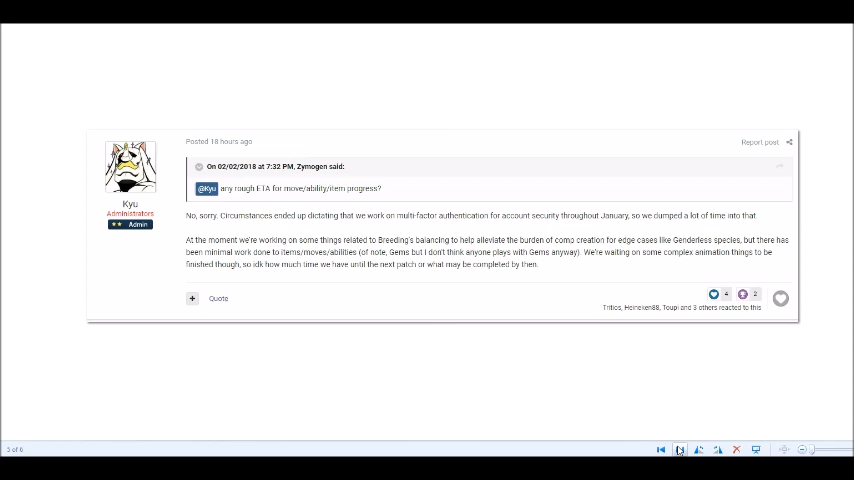 Posted 18 hours ago
Report post
On 02/02/2018 at 7:32 PM, Zymogen said:
@Kyu any rough ETA for move/ability/item progress?
Kyu
Administrators
Admin
No, sorry. Circumstances ended up dictating that we work on multi-factor authentication for account security throughout January, so we dumped a lot of time into that
At the moment we're working on some things related to Breeding's balancing to help alleviate the burden of comp creation for edge cases like Genderless species, but there has
been minimal work done to items/moves/abilities (of note, Gems but I don't think anyone plays with Gems anyway). We're waiting on some complex animation things to be
finished though, so idk how much time we have until the next patch or what may be completed by then.
+ Quote
4 2
Tritios, Heineken88, Toupi and 3 others reacted to this
5 of 6